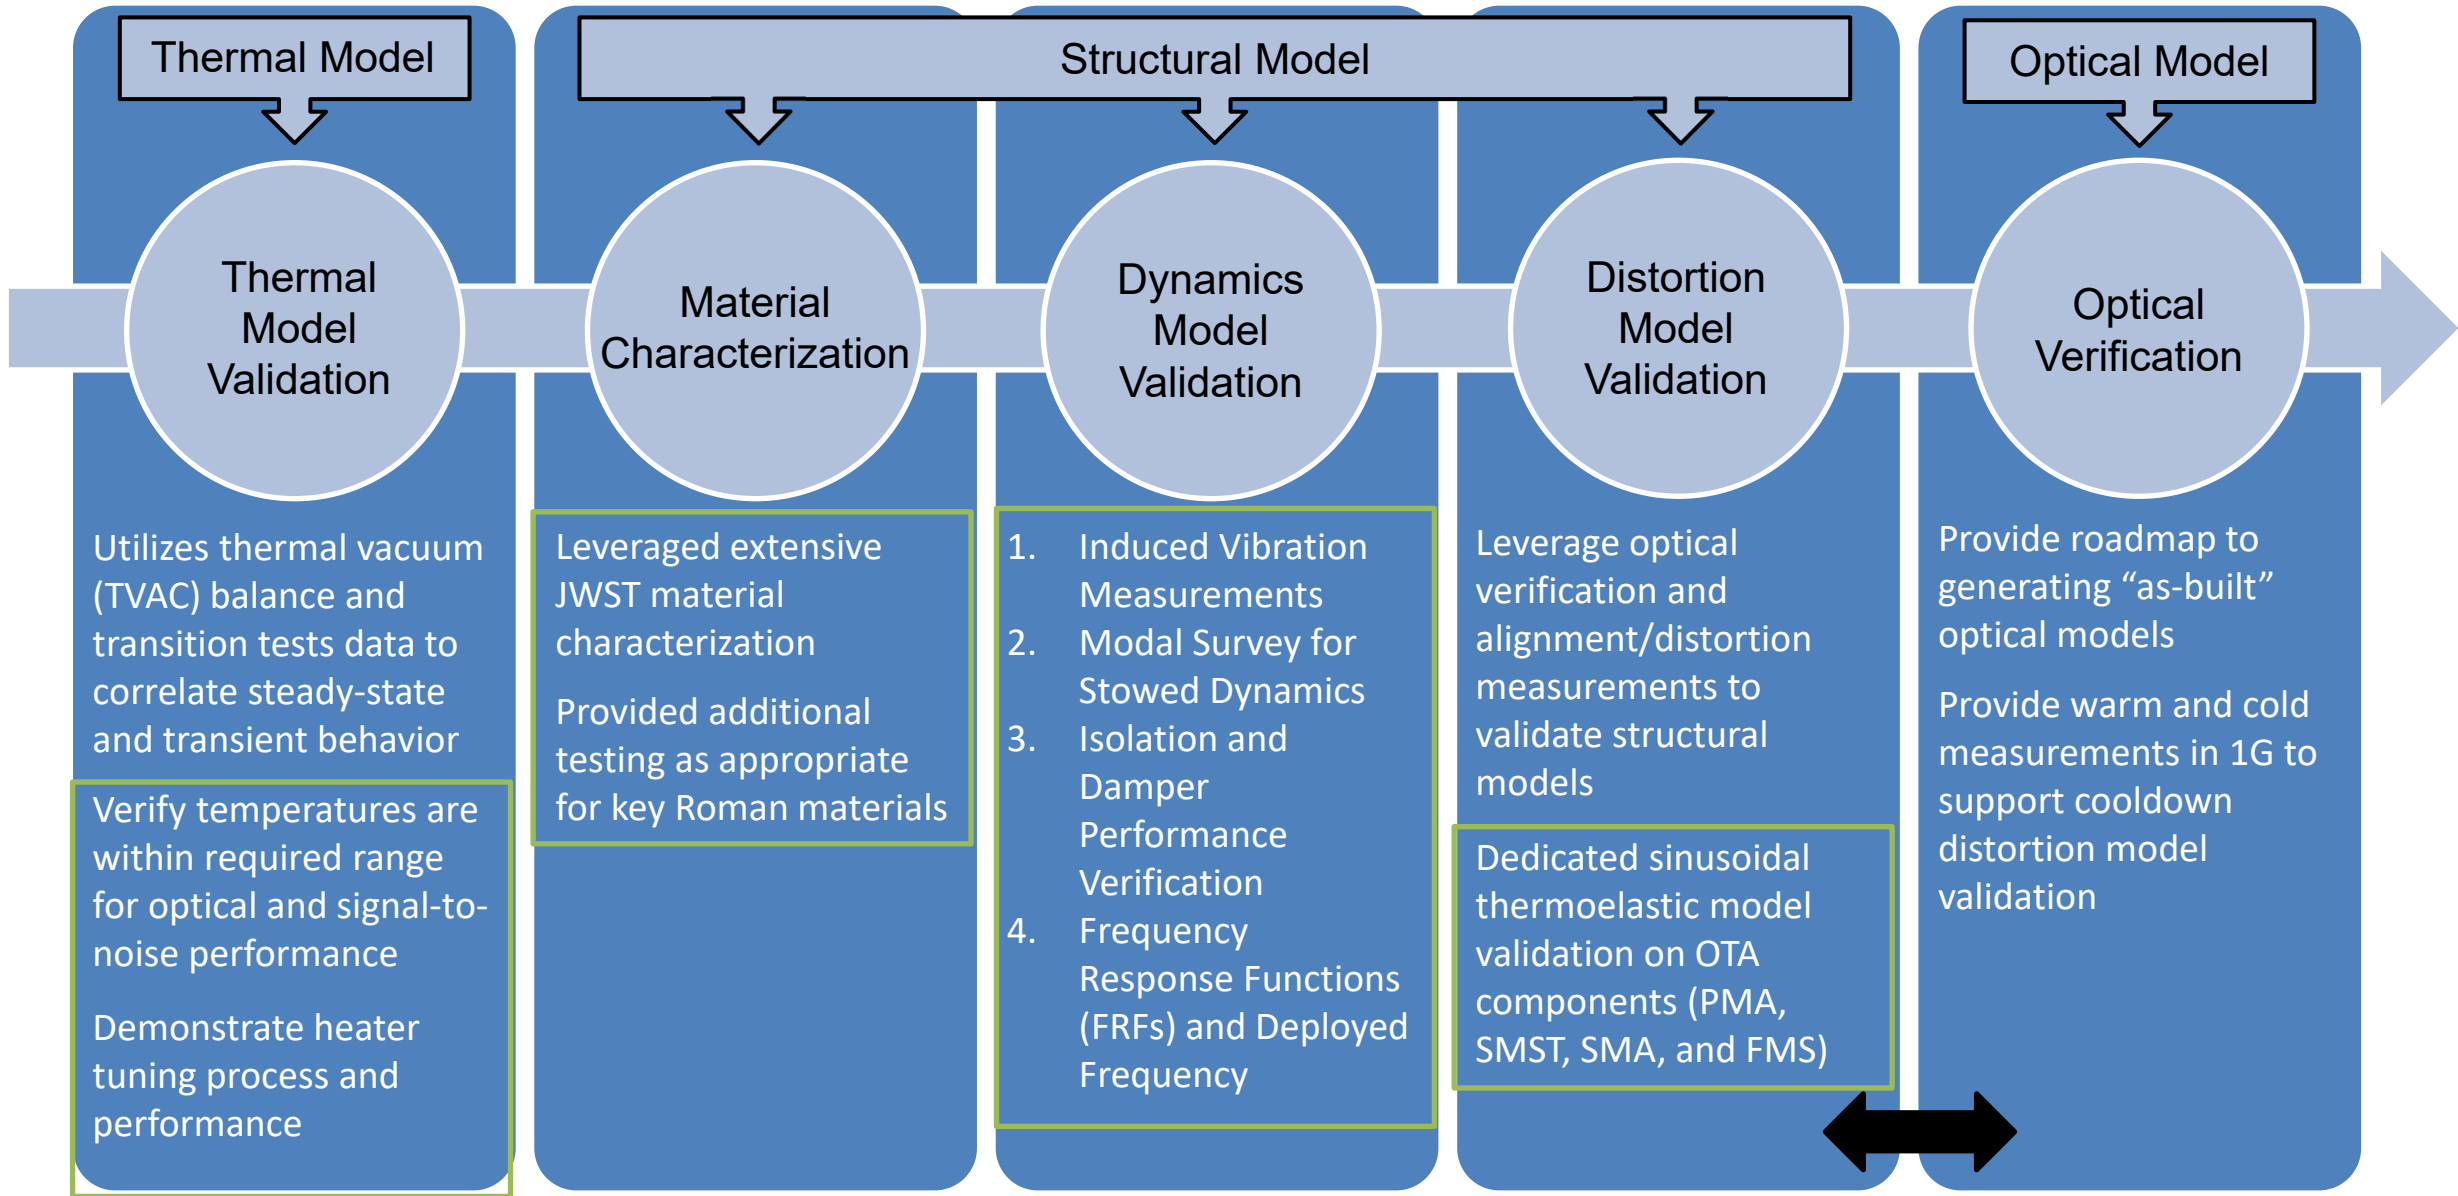 Thermal Model
Structural Model
Optical Model
Thermal
Model
Validation
Material
Characterization
Dynamics
Model
Validation
Distortion
Model
Validation
Optical
Verification
Utilizes thermal vacuum
(TVAC) balance and
transition tests data to
correlate steady-state
and transient behavior
Verify temperatures are
within required range
for optical and signal-to-
noise performance
Demonstrate heater
tuning process and
performance
Leveraged extensive
JWST material
characterization
Provided additional
testing as appropriate
for key Roman materials
1. Induced Vibration
Measurements
2. Modal Survey for
Stowed Dynamics
3. Isolation and
Damper
Performance
Verification
4. Frequency
Response Functions
(FRFs) and Deployed
Frequency
Leverage optical
verification and
alignment/distortion
measurements to
validate structural
models
Dedicated sinusoidal
thermoelastic model
validation on OTA
components (PMA,
SMST, SMA, and FMS)
Provide roadmap to
generating “as-built”
optical models
Provide warm and cold
measurements in 1G to
support cooldown
distortion model
validation